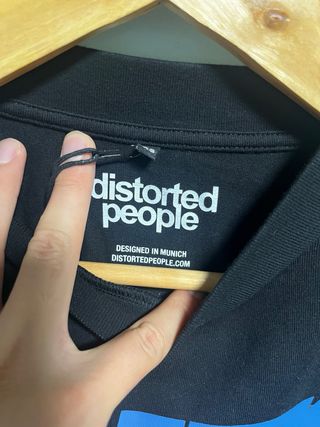 distorted
people
DESIGNED IN MUNICH
DISTORTEDPEOPLE.COM